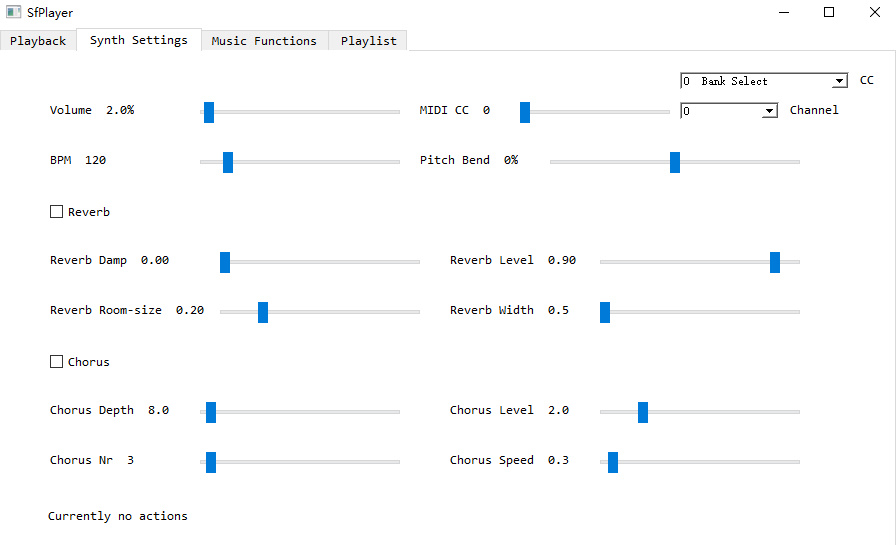 SfPlayer
Playback Synth Settings Music Functions Playlist
0 Bank Select CC
Volume 2.0% MIDI CC 0 0 Channel
BPM 120 Pitch Bend 0%
Reverb
Reverb Damp 0.00 Reverb Level 0.90
Reverb Room-size 0.20 Reverb Width 0.5
Chorus
Chorus Depth 8.0 Chorus Level 2.0
Chorus Nr 3 Chorus Speed 0.3
Currently no actions